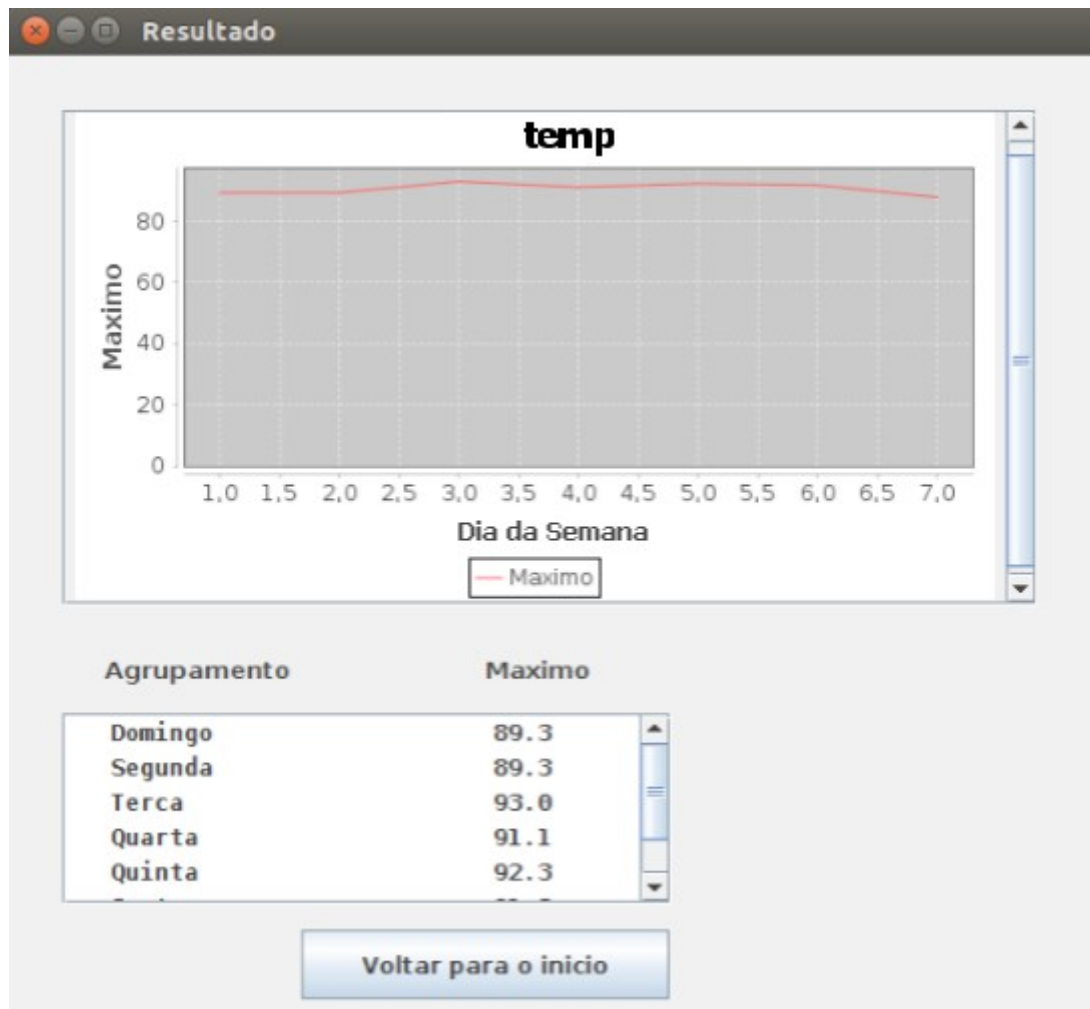 Resultado
temp
Maximo
80
60
40
20
0
1,0 1,5 2,0 2,5 3,0 3,5 4,0 4,5 5,0 5,5 6,0 6,5 7,0
Dia da Semana
Maximo
Agrupamento Maximo
Domingo 89.3
Segunda 89.3
Terca 93.0
Quarta 91.1
Quinta 92.3
Voltar para o inicio